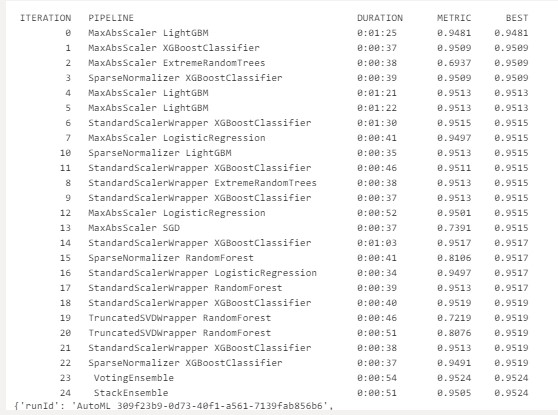 ITERATION PIPELINE DURATION METRIC BEST
0 MaxAbsScaler LightGBM 0:01:25 0.9481 0.9481
1 MaxAbsScaler XGBoostClassifier 0:00:37 0.9509 0.9509
2 MaxAbsScaler ExtremeRandomTrees 0:00:38 0.6937 0.9509
3 SparseNormalizer XGBoostClassifier 0:00:39 0.9509 0.9509
4 MaxAbsScaler LightGBM 0:01:21 0.9513 0.9513
5 MaxAbsScaler LightGBM 0:01:22 0.9513 0.9513
6 StandardScalerWrapper XGBoostClassifier 0:01:30 0.9515 0.9515
7 MaxAbsScaler LogisticRegression 0:00:41 0.9497 0.9515
10 SparseNormalizer LightGBM 0:00:35 0.9513 0.9515
11 StandardScalerWrapper XGBoostClassifier 0:00:46 0.9511 0.9515
8 StandardScalerWrapper ExtremeRandomTrees 0:00:38 0.9513 0.9515
9 StandardScalerWrapper XGBoostClassifier 0:00:37 0.9513 0.9515
12 MaxAbsScaler LogisticRegression 0:00:52 0.9501 0.9515
13 MaxAbsScaler SGD 0:00:37 0.7391 0.9515
14 StandardScalerWrapper XGBoostClassifier 0:01:03 0.9517 0.9517
15 SparseNormalizer RandomForest 0:00:41 0.8106 0.9517
16 StandardScalerWrapper LogisticRegression 0:00:34 0.9497 0.9517
17 StandardScalerWrapper RandomForest 0:00:39 0.9513 0.9517
18 StandardScalerWrapper XGBoostClassifier 0:00:40 0.9519 0.9519
19 TruncatedSVDWrapper RandomForest 0:00:46 0.7219 0.9519
20 TruncatedSVDWrapper RandomForest 0:00:51 0.8076 0.9519
21 StandardScalerWrapper XGBoostClassifier 0:00:38 0.9513 0.9519
22 SparseNormalizer XGBoostClassifier 0:00:37 0.9491 0.9519
23 VotingEnsemble 0:00:54 0.9524 0.9524
24 StackEnsemble 0:00:51 0.9505 0.9524
{'runId': 'AutoML_309f23b9-0d73-40f1-a561-7139fab856b6',